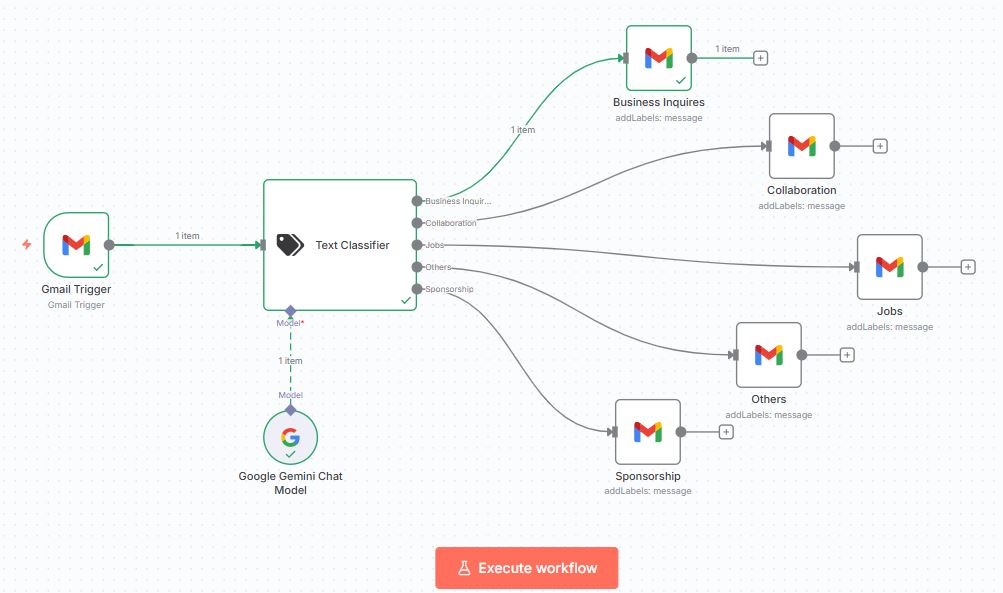 Business Inquires
addLabels: message
1 item
1 item
Collaboration
addLabels: message
Gmail Trigger
Gmail Trigger
1 item
Text Classifier
Business Inquir...
Collaboration
Jobs
Others
Sponsorship
Jobs
addLabels: message
Model*
1 item
Model
Google Gemini Chat
Model
Others
addLabels: message
Sponsorship
addLabels: message
Execute workflow